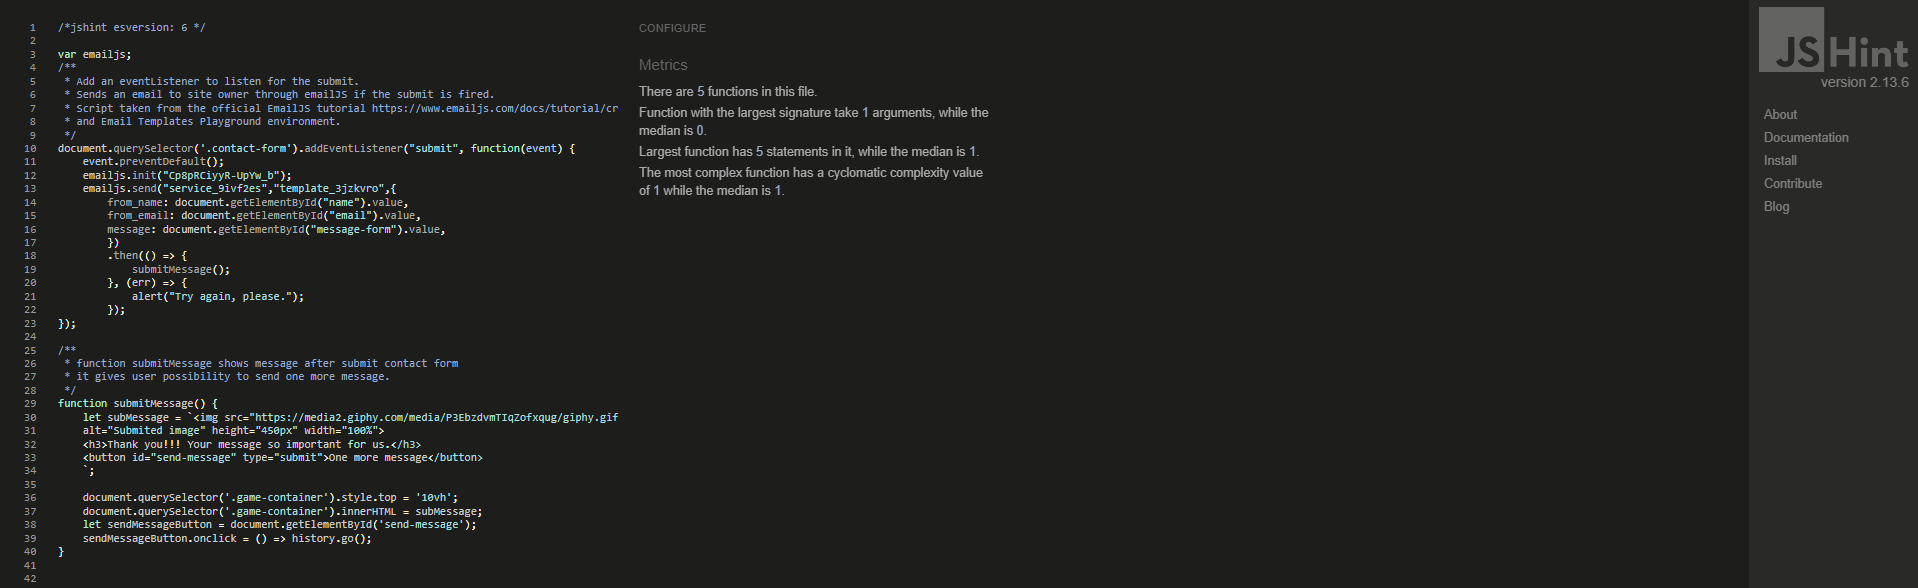 1 /*jshint esversion: 6 */
2
3 var emailjs;
4 /**
5 * Add an eventListener to listen for the submit.
6 * Sends an email to site owner through emailJS if the submit is fired.
7 * Script taken from the official EmailJS tutorial https://www.emailjs.com/docs/tutorial/cr
8 * and Email Templates Playground environment.
9 */
10 document.querySelector('.contact-form').addEventListener("submit", function(event) {
11 event.preventDefault();
12 emailjs.init("Cp8pRCiyyR-UpYw_b");
13 emailjs.send("service_9ivf2es","template_3jzkvro",{
14 from_name: document.getElementById("name").value,
15 from_email: document.getElementById("email").value,
16 message: document.getElementById("message-form").value,
17 })
18 .then(() => {
19 submitMessage();
20 }, (err) => {
21 alert("Try again, please.");
22 });
23 });
24
25 /**
26 * function submitMessage shows message after submit contact form
27 * it gives user possibility to send one more message.
28 */
29 function submitMessage() {
30 let subMessage = `<img src="https://media2.giphy.com/media/P3EbzdvmTIqZofxqug/giphy.gif
31 alt="Submited image" height="450px" width="100%">
32 <h3>Thank you!!! Your message so important for us.</h3>
33 <button id="send-message" type="submit">One more message</button>
34 `;
35
36 document.querySelector('.game-container').style.top = '10vh';
37 document.querySelector('.game-container').innerHTML = subMessage;
38 let sendMessageButton = document.getElementById('send-message');
39 sendMessageButton.onclick = () => history.go();
40 }
41
42
CONFIGURE
Metrics
There are 5 functions in this file.
Function with the largest signature take 1 arguments, while the
median is 0.
Largest function has 5 statements in it, while the median is 1.
The most complex function has a cyclomatic complexity value
of 1 while the median is 1.
JSHint
version 2.13.6
About
Documentation
Install
Contribute
Blog